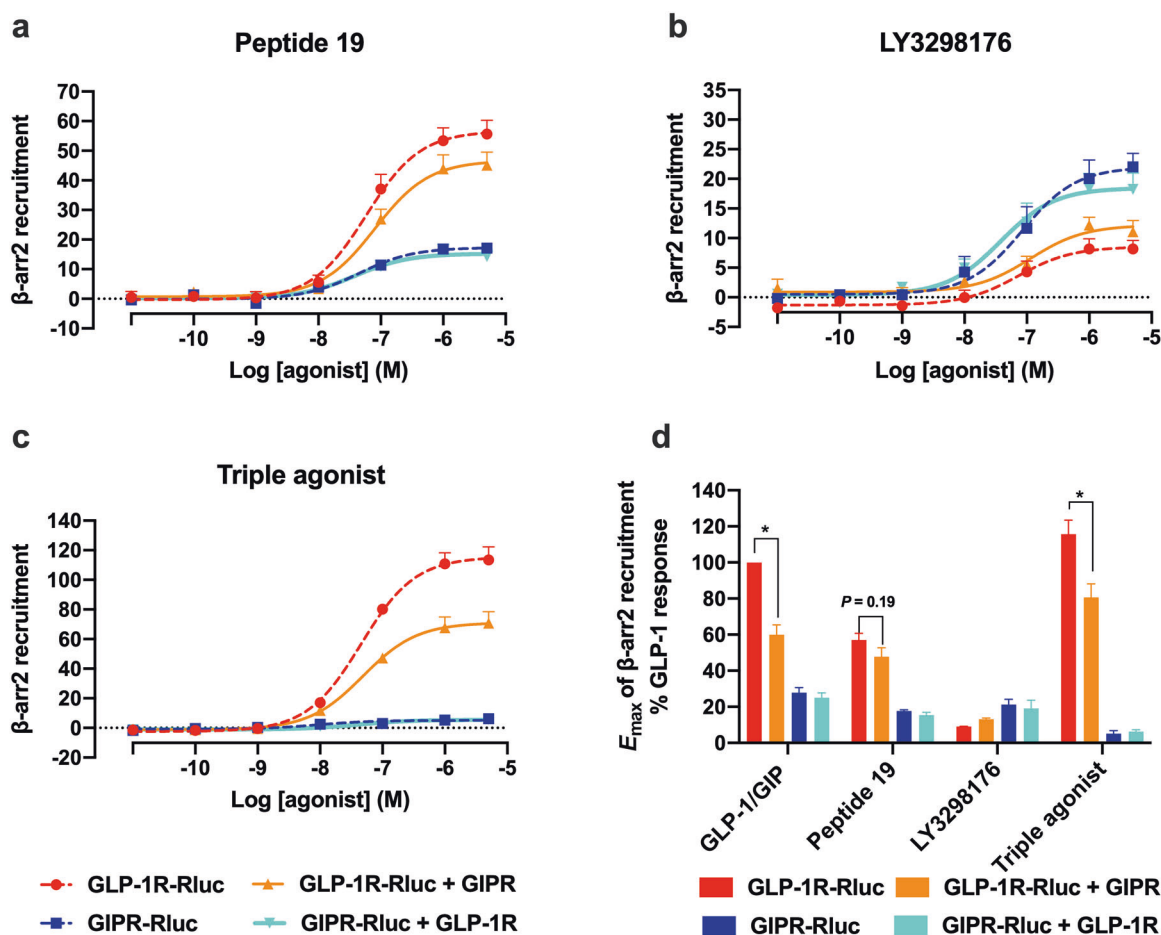 a
Peptide 19
β-arr2 recruitment
70
60
50
40
30
20
10
0
-10
-10 -9 -8 -7 -6 -5
Log [agonist] (M)
b
LY3298176
β-arr2 recruitment
35
30
25
20
15
10
5
0
-5
-10 -9 -8 -7 -6 -5
Log [agonist] (M)
c
Triple agonist
β-arr2 recruitment
140
120
100
80
60
40
20
0
-20
-10 -9 -8 -7 -6 -5
Log [agonist] (M)
GLP-1R-Rluc
GLP-1R-Rluc + GIPR
GIPR-Rluc
GIPR-Rluc + GLP-1R
d
Emax of β-arr2 recruitment
% GLP-1 response
140
120
100
80
60
40
20
0
*
P = 0.19
*
GLP-1/GIP
Peptide 19
LY3298176
Triple agonist
GLP-1R-Rluc
GLP-1R-Rluc + GIPR
GIPR-Rluc
GIPR-Rluc + GLP-1R